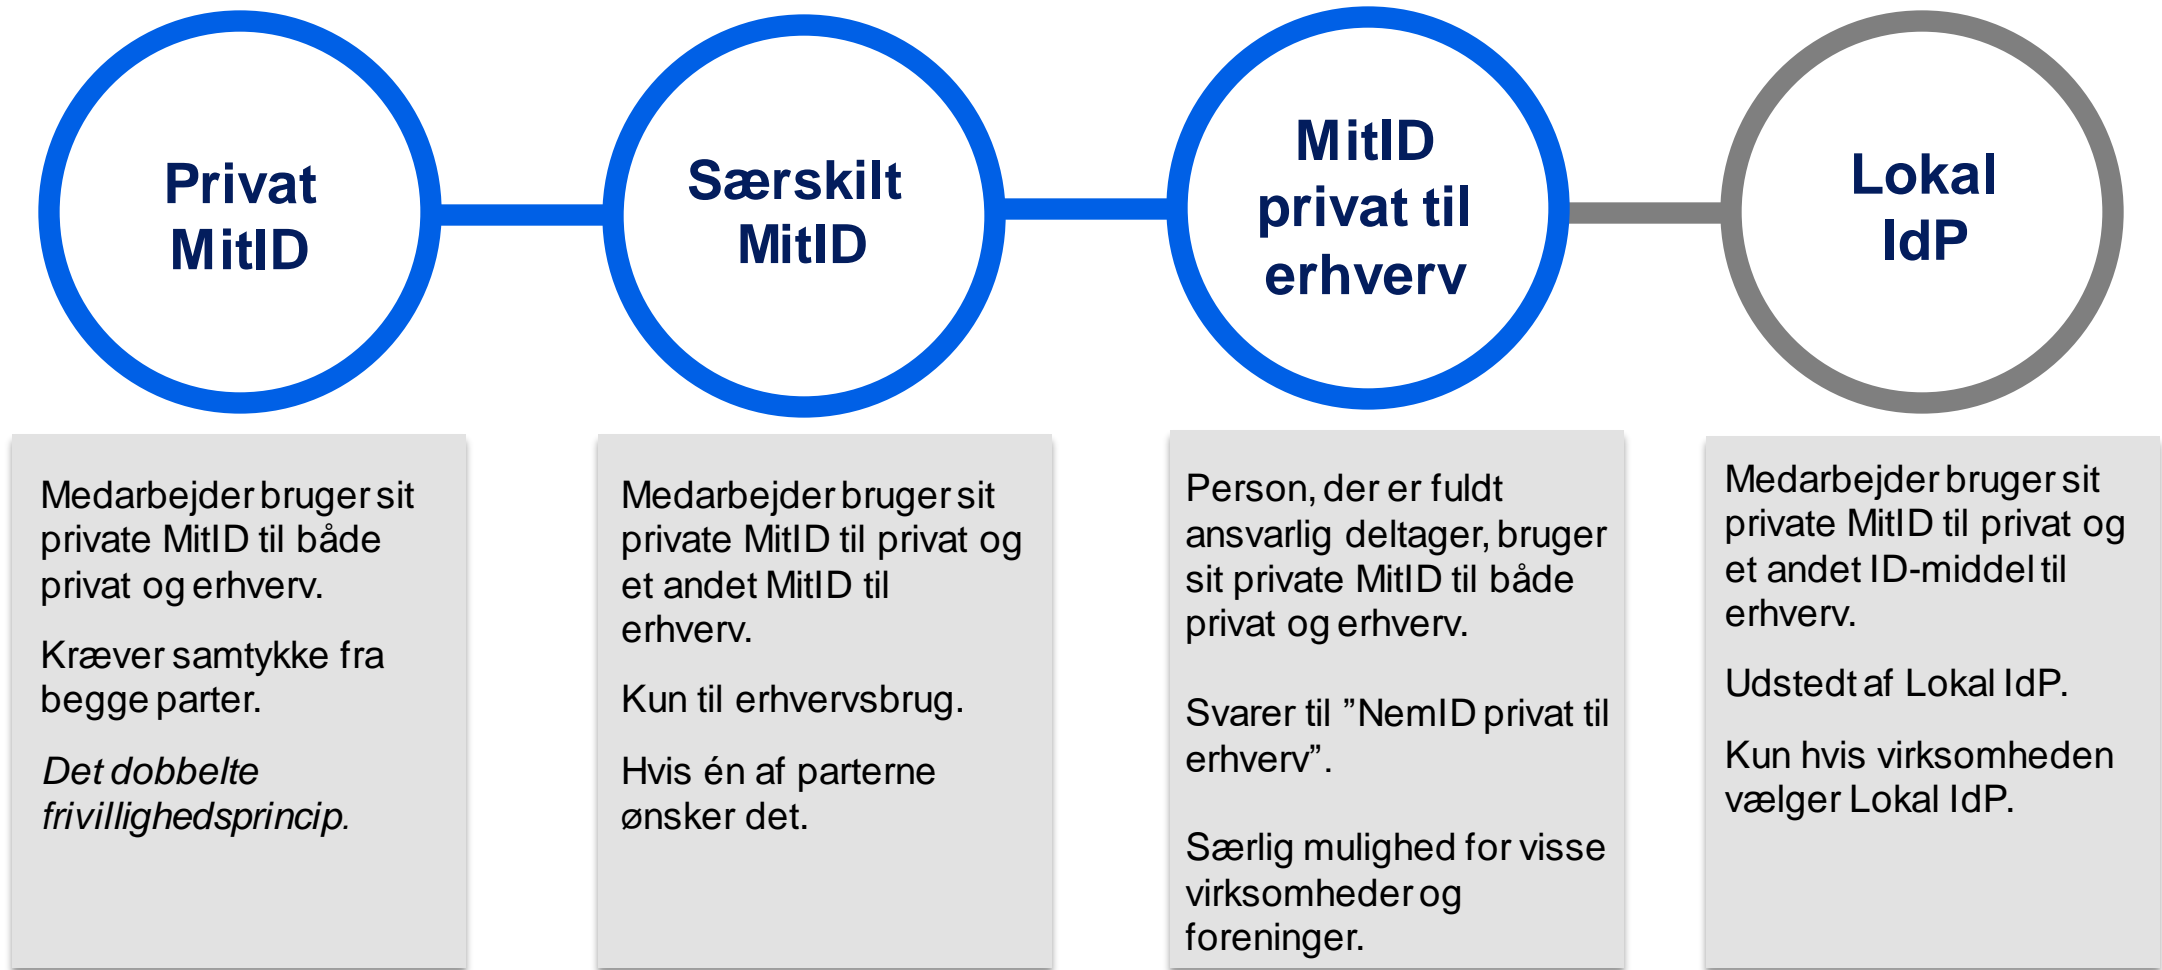 Privat
MitID
Særskilt
MitID
MitID
privat til
erhverv
Lokal
IdP
Medarbejder bruger sit
private MitID til både
privat og erhverv.
Kræver samtykke fra
begge parter.
Det dobbelte
frivillighedsprincip.
Medarbejder bruger sit
private MitID til privat og
et andet MitID til
erhverv.
Kun til erhvervsbrug.
Hvis én af parterne
ønsker det.
Person, der er fuldt
ansvarlig deltager, bruger
sit private MitID til både
privat og erhverv.
Svarer til ”NemID privat til
erhverv”.
Særlig mulighed for visse
virksomheder og
foreninger.
Medarbejder bruger sit
private MitID til privat og
et andet ID-middel til
erhverv.
Udstedt af Lokal IdP.
Kun hvis virksomheden
vælger Lokal IdP.